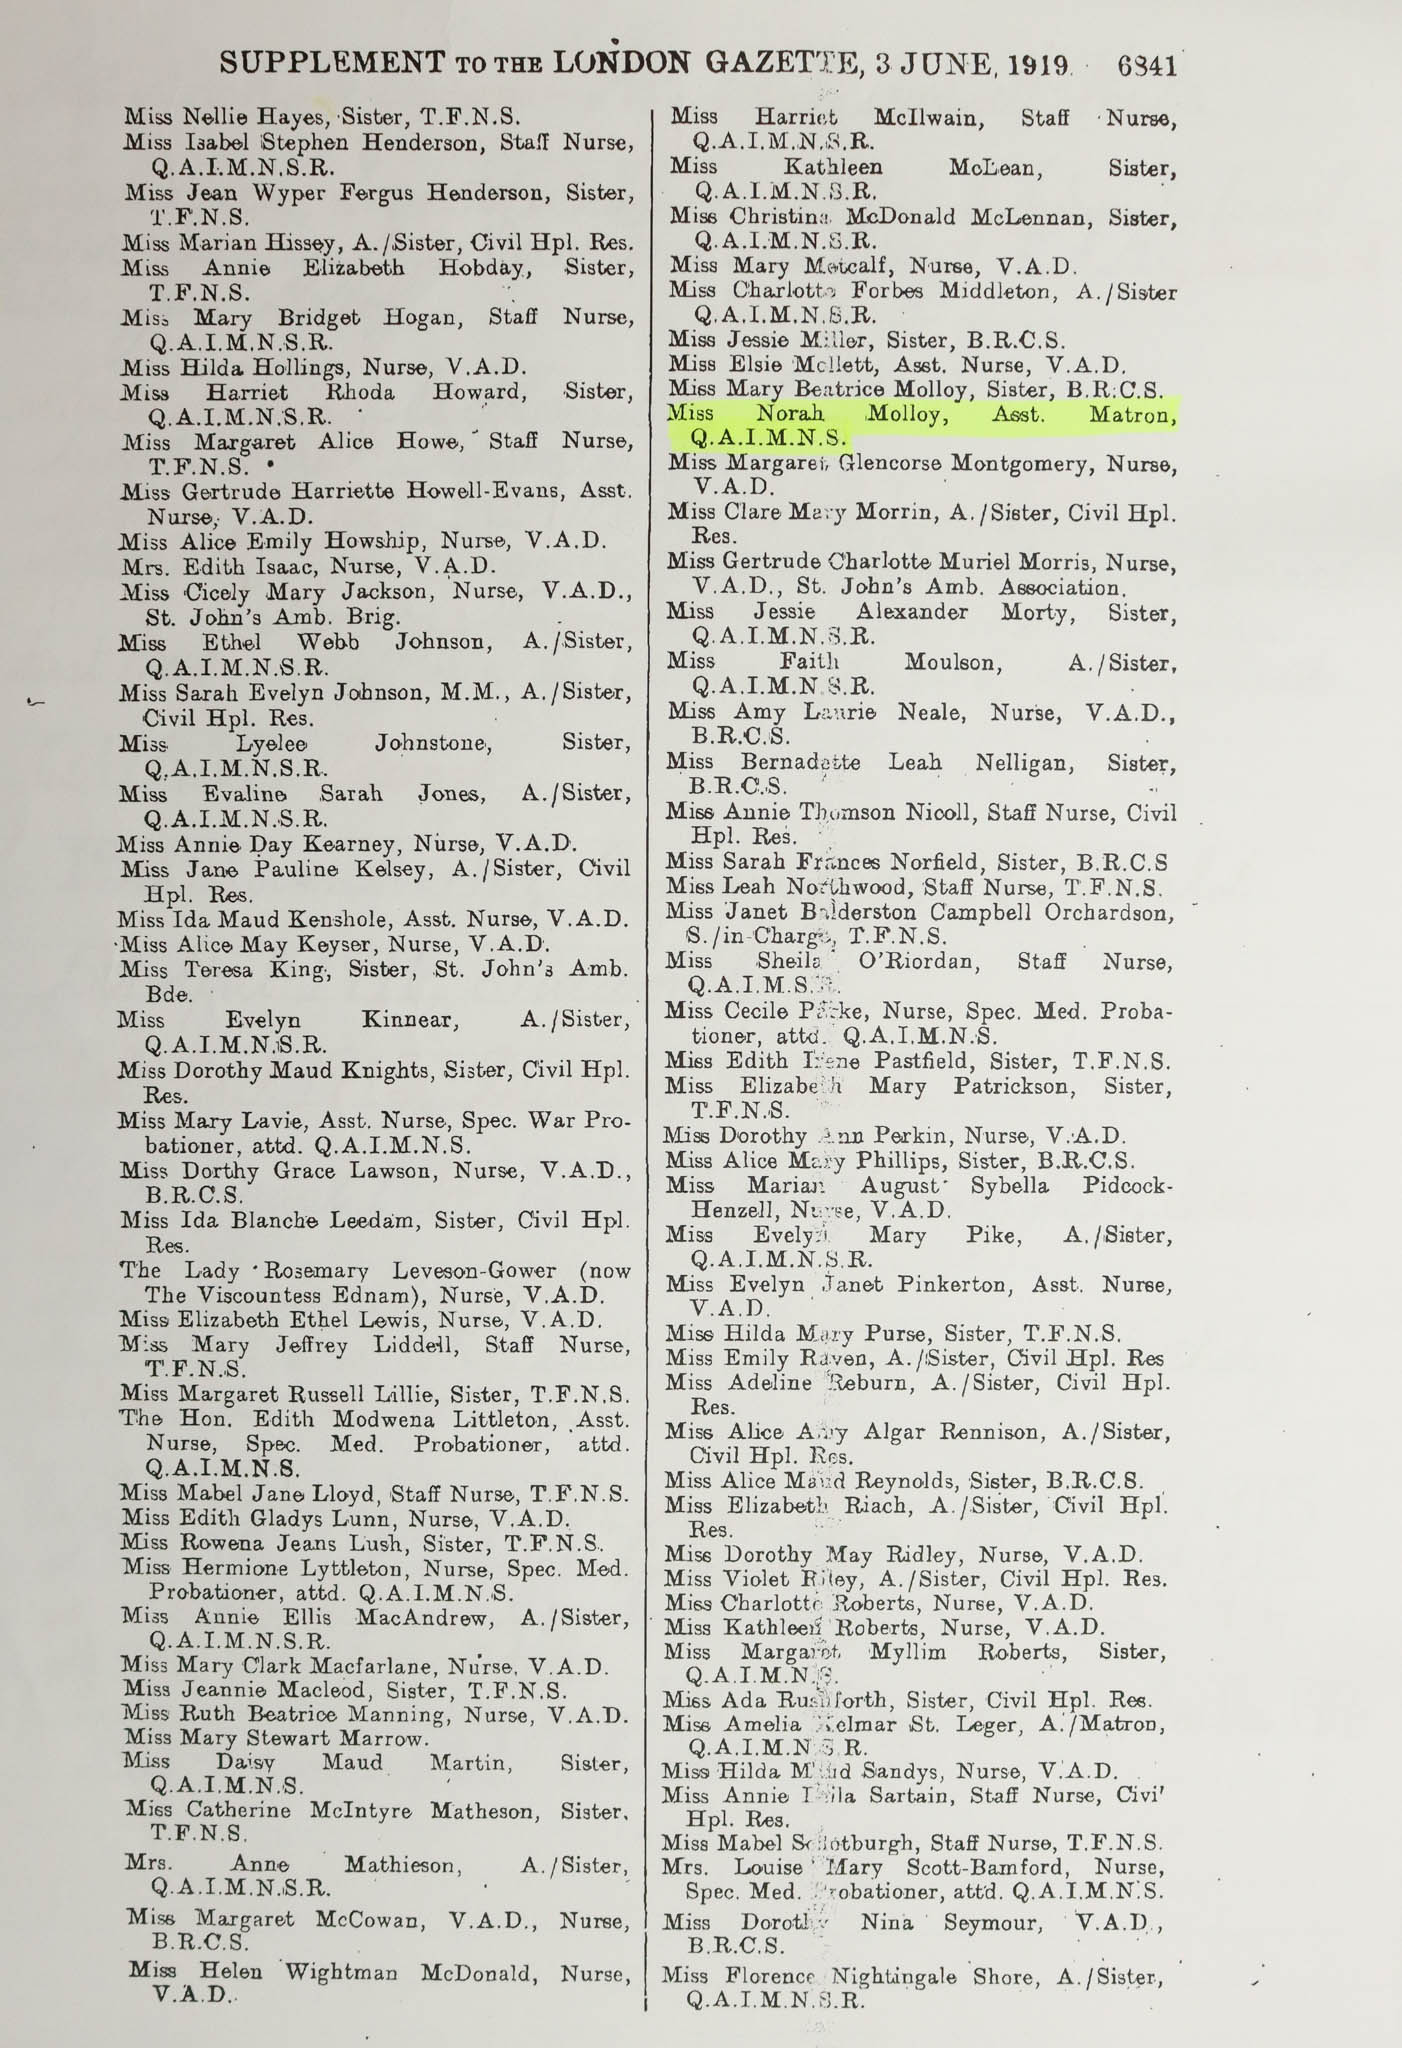 SUPPLEMENT TO THE LONDON GAZETTE, 3 JUNE, 1919. 6841
Miss Nellie Hayes, Sister, T.F.N.S.
Miss Isabel Stephen Henderson, Staff Nurse,
Q.A.I.M.N.S.R.
Miss Jean Wyper Fergus Henderson, Sister,
T.F.N.S.
Miss Marian Hissey, A./Sister, Civil Hpl. Res.
Miss Annie Elizabeth Hobday, Sister,
T.F.N.S.
Miss Mary Bridget Hogan, Staff Nurse,
Q.A.I.M.N.S.R.
Miss Hilda Hollings, Nurse, V.A.D.
Miss Harriet Rhoda Howard, Sister,
Q.A.I.M.N.S.R.
Miss Margaret Alice Howe, Staff Nurse,
T.F.N.S.
Miss Gertrude Harriette Howell-Evans, Asst.
Nurse, V.A.D.
Miss Alice Emily Howship, Nurse, V.A.D.
Mrs. Edith Isaac, Nurse, V.A.D.
Miss Cicely Mary Jackson, Nurse, V.A.D.,
St. John's Amb. Brig.
Miss Ethel Webb Johnson, A./Sister,
Q.A.I.M.N.S.R.
Miss Sarah Evelyn Johnson, M.M., A./Sister,
Civil Hpl. Res.
Miss Lyelee Johnstone, Sister,
Q.A.I.M.N.S.R.
Miss Evaline Sarah Jones, A./Sister,
Q.A.I.M.N.S.R.
Miss Annie Day Kearney, Nurse, V.A.D.
Miss Jane Pauline Kelsey, A./Sister, Civil
Hpl. Res.
Miss Ida Maud Kenshole, Asst. Nurse, V.A.D.
Miss Alice May Keyser, Nurse, V.A.D.
Miss Teresa King, Sister, St. John's Amb.
Bde.
Miss Evelyn Kinnear, A./Sister,
Q.A.I.M.N.S.R.
Miss Dorothy Maud Knights, Sister, Civil Hpl.
Res.
Miss Mary Lavie, Asst. Nurse, Spec. War Pro-
bationer, attd. Q.A.I.M.N.S.
Miss Dorthy Grace Lawson, Nurse, V.A.D.,
B.R.C.S.
Miss Ida Blanche Leedam, Sister, Civil Hpl.
Res.
The Lady Rosemary Leveson-Gower (now
The Viscountess Ednam), Nurse, V.A.D.
Miss Elizabeth Ethel Lewis, Nurse, V.A.D.
Miss Mary Jeffrey Liddell, Staff Nurse,
T.F.N.S.
Miss Margaret Russell Lillie, Sister, T.F.N.S.
The Hon. Edith Modwena Littleton, Asst.
Nurse, Spec. Med. Probationer, attd.
Q.A.I.M.N.S.
Miss Mabel Jane Lloyd, Staff Nurse, T.F.N.S.
Miss Edith Gladys Lunn, Nurse, V.A.D.
Miss Rowena Jeans Lush, Sister, T.F.N.S.
Miss Hermione Lyttleton, Nurse, Spec. Med.
Probationer, attd. Q.A.I.M.N.S.
Miss Annie Ellis MacAndrew, A./Sister,
Q.A.I.M.N.S.R.
Miss Mary Clark Macfarlane, Nurse, V.A.D.
Miss Jeannie Macleod, Sister, T.F.N.S.
Miss Ruth Beatrice Manning, Nurse, V.A.D.
Miss Mary Stewart Marrow.
Miss Daisy Maud Martin, Sister,
Q.A.I.M.N.S.
Miss Catherine McIntyre Matheson, Sister.
T.F.N.S.
Mrs. Anne Mathieson, A./Sister,
Q.A.I.M.N.S.R.
Miss Margaret McCowan, V.A.D., Nurse,
B.R.C.S.
Miss Helen Wightman McDonald, Nurse,
V.A.D.
Miss Harriet McIlwain, Staff Nurse,
Q.A.I.M.N.S.R.
Miss Kathleen McLean, Sister,
Q.A.I.M.N.S.R.
Miss Christina McDonald McLennan, Sister,
Q.A.I.M.N.S.R.
Miss Mary Metcalf, Nurse, V.A.D.
Miss Charlotte Forbes Middleton, A./Sister
Q.A.I.M.N.S.R.
Miss Jessie Miller, Sister, B.R.C.S.
Miss Elsie Mollett, Asst. Nurse, V.A.D.
Miss Mary Beatrice Molloy, Sister, B.R.C.S.
Miss Norah Molloy, Asst. Matron,
Q.A.I.M.N.S.
Miss Margaret Glencorse Montgomery, Nurse,
V.A.D.
Miss Clare Mary Morrin, A./Sister, Civil Hpl.
Res.
Miss Gertrude Charlotte Muriel Morris, Nurse,
V.A.D., St. John's Amb. Association.
Miss Jessie Alexander Morty, Sister,
Q.A.I.M.N.S.R.
Miss Faith Moulson, A./Sister,
Q.A.I.M.N.S.R.
Miss Amy Laurie Neale, Nurse, V.A.D.,
B.R.C.S.
Miss Bernadette Leah Nelligan, Sister,
B.R.C.S.
Miss Annie Thomson Nicoll, Staff Nurse, Civil
Hpl. Res.
Miss Sarah Frances Norfield, Sister, B.R.C.S
Miss Leah Northwood, Staff Nurse, T.F.N.S.
Miss Janet Balderston Campbell Orchardson,
S./in-Charge, T.F.N.S.
Miss Sheila O'Riordan, Staff Nurse,
Q.A.I.M.S.R.
Miss Cecile Parke, Nurse, Spec. Med. Proba-
tioner, attd. Q.A.I.M.N.S.
Miss Edith Irene Pastfield, Sister, T.F.N.S.
Miss Elizabeth Mary Patrickson, Sister,
T.F.N.S.
Miss Dorothy Ann Perkin, Nurse, V.A.D.
Miss Alice Mary Phillips, Sister, B.R.C.S.
Miss Marian August Sybella Pidcock-
Henzell, Nurse, V.A.D.
Miss Evelyn Mary Pike, A./Sister,
Q.A.I.M.N.S.R.
Miss Evelyn Janet Pinkerton, Asst. Nurse,
V.A.D.
Miss Hilda Mary Purse, Sister, T.F.N.S.
Miss Emily Raven, A./Sister, Civil Hpl. Res
Miss Adeline Reburn, A./Sister, Civil Hpl.
Res.
Miss Alice Amy Algar Rennison, A./Sister,
Civil Hpl. Res.
Miss Alice Maud Reynolds, Sister, B.R.C.S.
Miss Elizabeth Riach, A./Sister, Civil Hpl.
Res.
Miss Dorothy May Ridley, Nurse, V.A.D.
Miss Violet Riley, A./Sister, Civil Hpl. Res.
Miss Charlotte Roberts, Nurse, V.A.D.
Miss Kathleen Roberts, Nurse, V.A.D.
Miss Margaret Myllim Roberts, Sister,
Q.A.I.M.N.S.
Miss Ada Rushforth, Sister, Civil Hpl. Res.
Miss Amelia St. Leger, A./Matron,
Q.A.I.M.N.S.R.
Miss Hilda Maud Sandys, Nurse, V.A.D.
Miss Annie Sartain, Staff Nurse, Civi'
Hpl. Res.
Miss Mabel Staff Nurse, T.F.N.S.
Mrs. Louise Mary Scott-Bamford, Nurse,
Spec. Med. Probationer, attd. Q.A.I.M.N.S.
Miss Dorothy Nina Seymour, V.A.D.,
B.R.C.S.
Miss Florence Nightingale Shore, A./Sister,
Q.A.I.M.N.S.R.